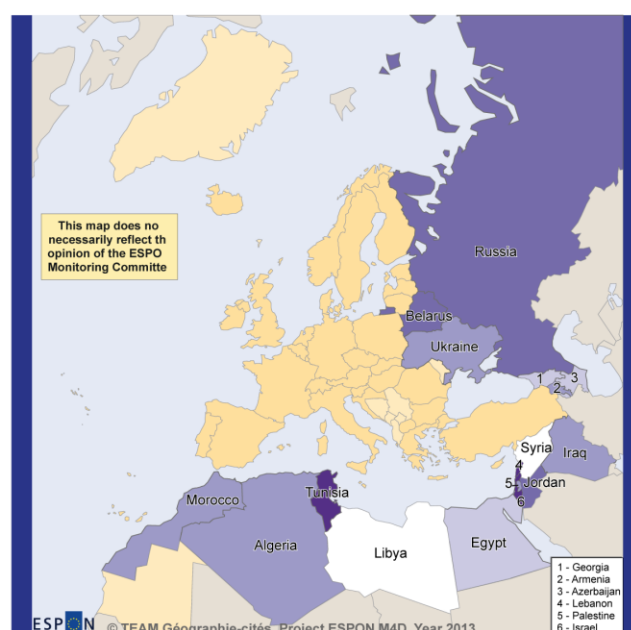 This map does no
necessarily reflect th
opinion of the ESPO
Monitoring Committe
Russia
Belarus
Ukraine
1
3
2
Syria
4
Iraq
5
Jordan
6
Tunisia
Morocco
Algeria
Libya
Egypt
1 - Georgia
2 - Armenia
3 - Azerbaijan
4 - Lebanon
5 - Palestine
6 - Israel
ESPON © TEAM Géographie-cités, Project ESPON M4D, Year 2013